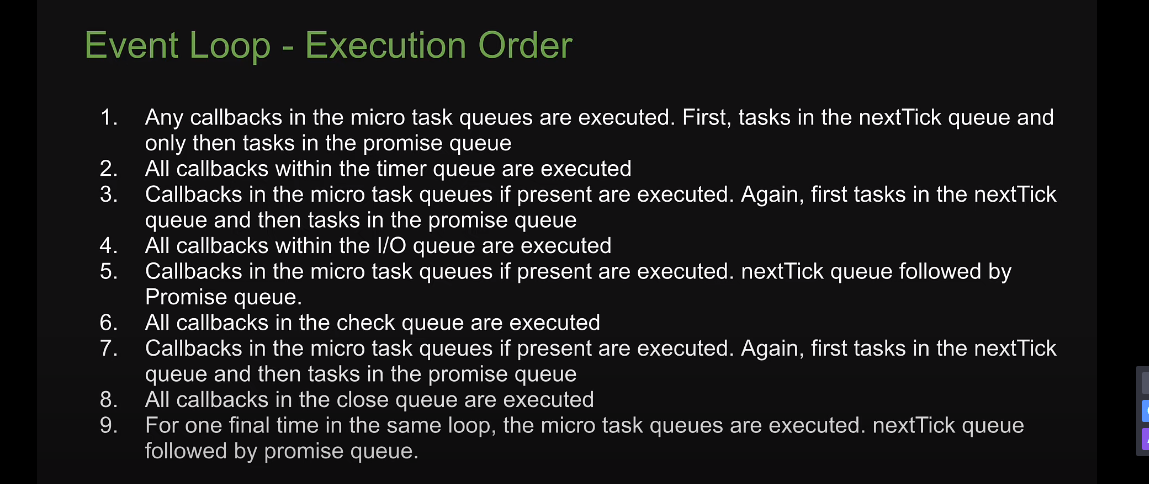 Event Loop - Execution Order
1. Any callbacks in the micro task queues are executed. First, tasks in the nextTick queue and
only then tasks in the promise queue
2. All callbacks within the timer queue are executed
3. Callbacks in the micro task queues if present are executed. Again, first tasks in the nextTick
queue and then tasks in the promise queue
4. All callbacks within the I/O queue are executed
5. Callbacks in the micro task queues if present are executed. nextTick queue followed by
Promise queue.
6. All callbacks in the check queue are executed
7. Callbacks in the micro task queues if present are executed. Again, first tasks in the nextTick
queue and then tasks in the promise queue
8. All callbacks in the close queue are executed
9. For one final time in the same loop, the micro task queues are executed. nextTick queue
followed by promise queue.